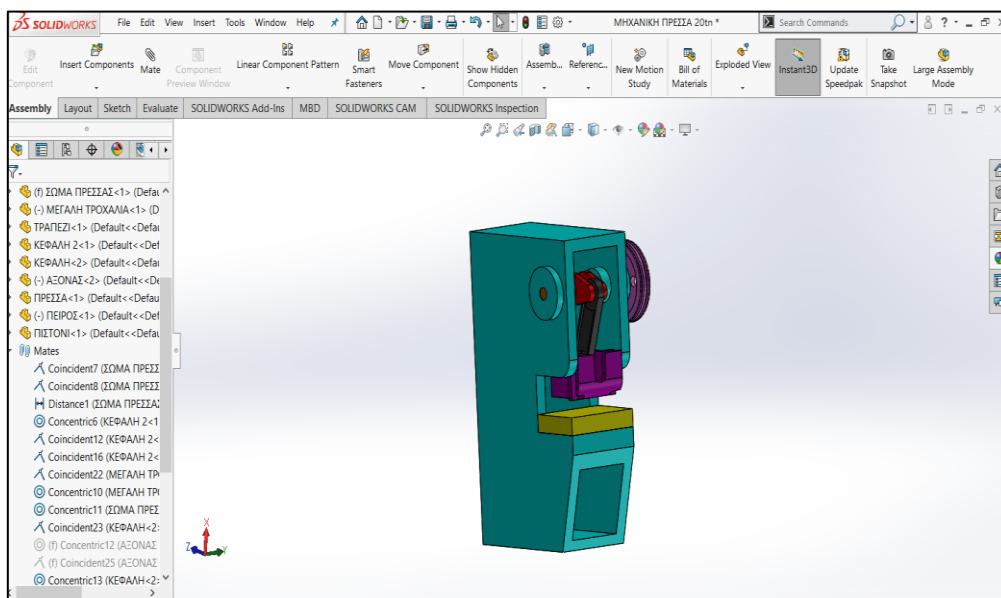 SOLIDWORKS File Edit View Insert Tools Window Help ΜΗΧΑΝΙΚΗ ΠΡΕΣΣΑ 20tn * Search Commands ?
Edit Component
Insert Components
Mate
Component Preview Window
Linear Component Pattern
Smart Fasteners
Move Component
Show Hidden Components
Assemb...
Referenc...
New Motion Study
Bill of Materials
Exploded View
Instant3D
Update Speedpak
Take Snapshot
Large Assembly Mode
Assembly Layout Sketch Evaluate SOLIDWORKS Add-Ins MBD SOLIDWORKS CAM SOLIDWORKS Inspection
(f) ΣΩΜΑ ΠΡΕΣΣΑΣ<1> (Defau
(-) ΜΕΓΑΛΗ ΤΡΟΧΑΛΙΑ<1> (D
ΤΡΑΠΕΖΙ<1> (Default<<Defau
ΚΕΦΑΛΗ 2<1> (Default<<Def
ΚΕΦΑΛΗ<2> (Default<<Defau
(-) ΑΞΟΝΑΣ<2> (Default<<De
ΠΡΕΣΣΑ<1> (Default<<Defau
(-) ΠΕΙΡΟΣ<1> (Default<<Def
ΠΙΣΤΟΝΙ<1> (Default<<Defau
Mates
Coincident7 (ΣΩΜΑ ΠΡΕΣΣ
Coincident8 (ΣΩΜΑ ΠΡΕΣΣ
Distance1 (ΣΩΜΑ ΠΡΕΣΣΑΣ
Concentric6 (ΚΕΦΑΛΗ 2<1
Coincident12 (ΚΕΦΑΛΗ 2<
Coincident16 (ΚΕΦΑΛΗ 2<
Coincident22 (ΜΕΓΑΛΗ ΤΡ
Concentric10 (ΜΕΓΑΛΗ ΤΡ
Concentric11 (ΣΩΜΑ ΠΡΕΣ
Coincident23 (ΚΕΦΑΛΗ<2>
(f) Concentric12 (ΑΞΟΝΑΣ
(f) Coincident25 (ΑΞΟΝΑΣ
Concentric13 (ΚΕΦΑΛΗ<2>
X
Z Y